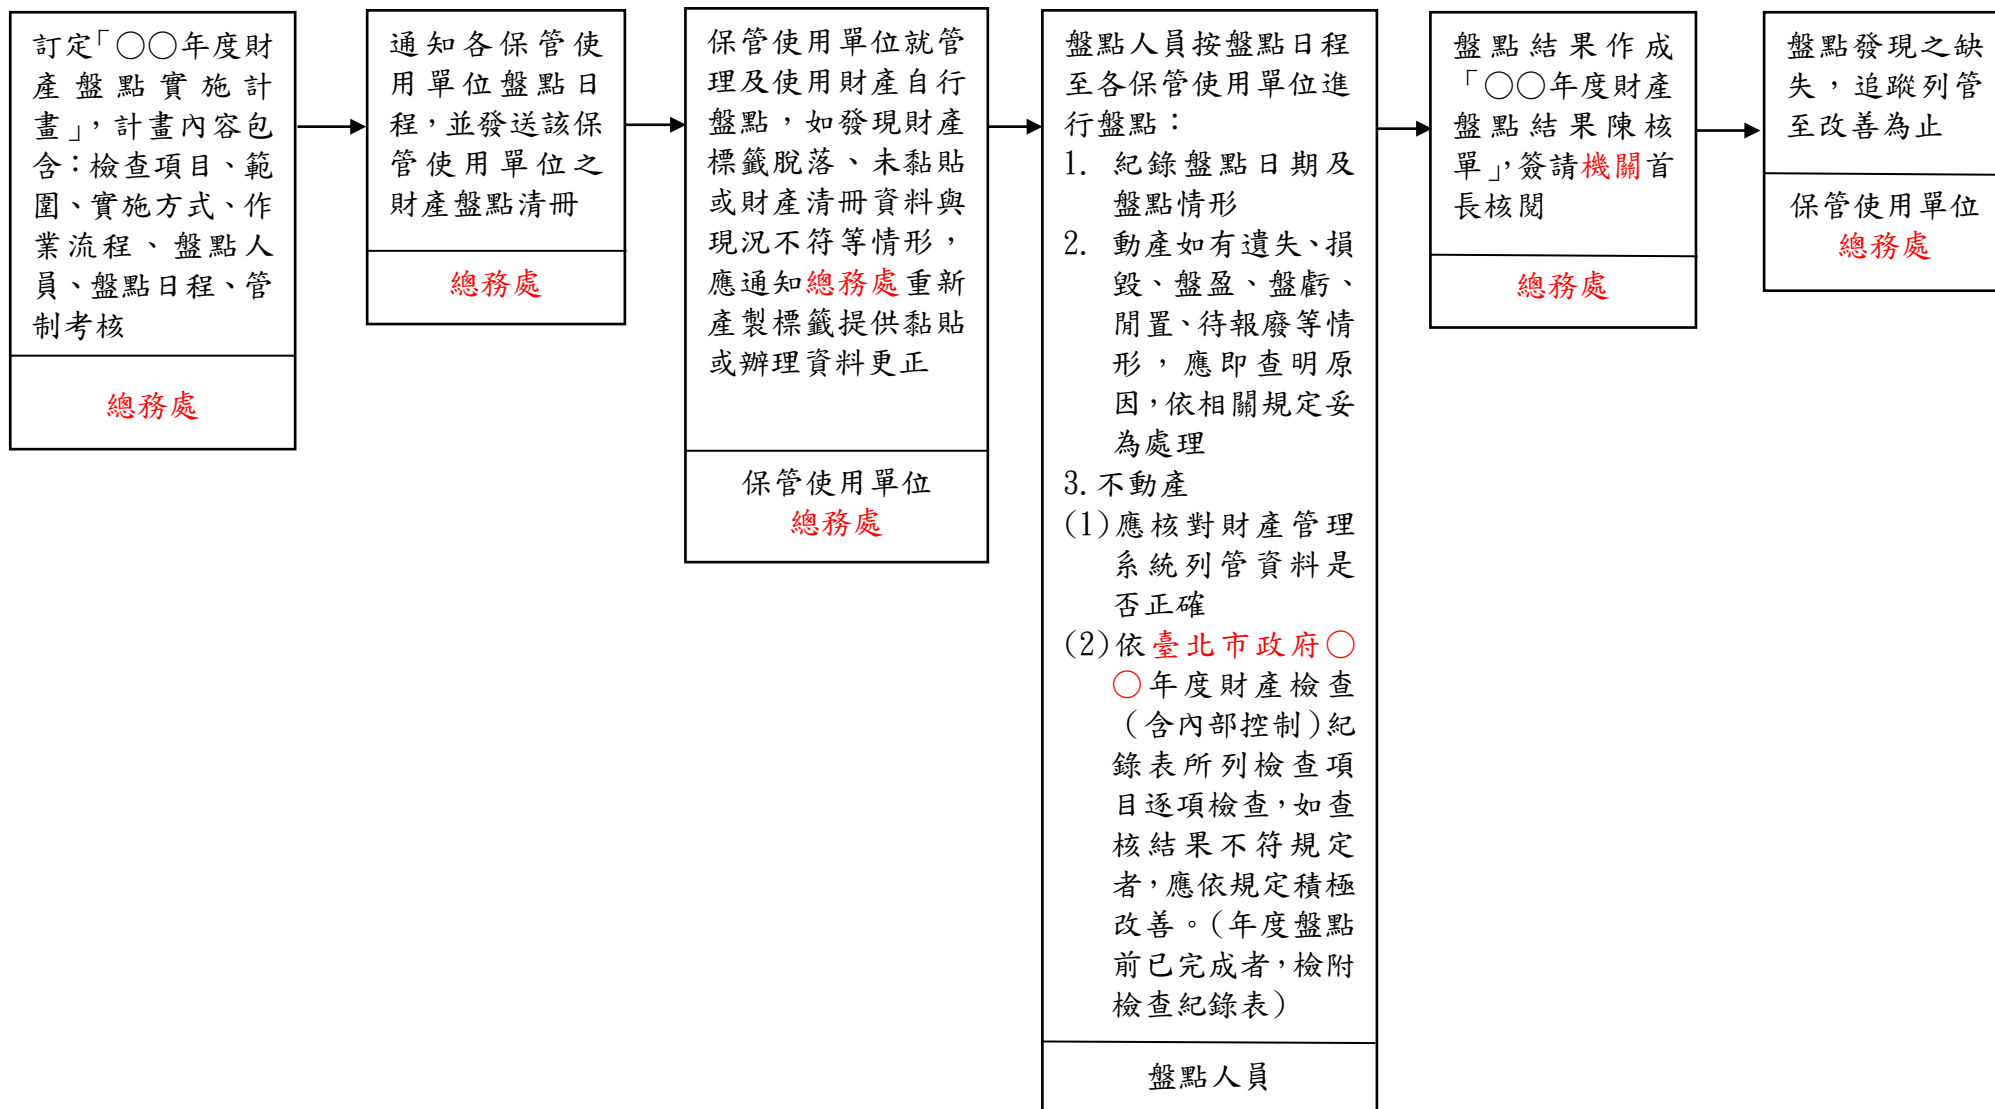 訂定「○○年度財
產盤點實施計
畫」，計畫內容包
含：檢查項目、範
圍、實施方式、作
業流程、盤點人
員、盤點日程、管
制考核
總務處
通知各保管使
用單位盤點日
程，並發送該保
管使用單位之
財產盤點清冊
總務處
保管使用單位就管
理及使用財產自行
盤點，如發現財產
標籤脫落、未黏貼
或財產清冊資料與
現況不符等情形，
應通知總務處重新
產製標籤提供黏貼
或辦理資料更正
保管使用單位
總務處
盤點人員按盤點日程
至各保管使用單位進
行盤點：
1. 紀錄盤點日期及
盤點情形
2. 動產如有遺失、損
毀、盤盈、盤虧、
閒置、待報廢等情
形，應即查明原
因，依相關規定妥
為處理
3.不動產
(1)應核對財產管理
系統列管資料是
否正確
(2)依臺北市政府○
○年度財產檢查
（含內部控制）紀
錄表所列檢查項
目逐項檢查，如查
核結果不符規定
者，應依規定積極
改善。（年度盤點
前已完成者，檢附
檢查紀錄表）
盤點人員
盤點結果作成
「○○年度財產
盤點結果陳核
單」，簽請機關首
長核閱
總務處
盤點發現之缺
失，追蹤列管
至改善為止
保管使用單位
總務處